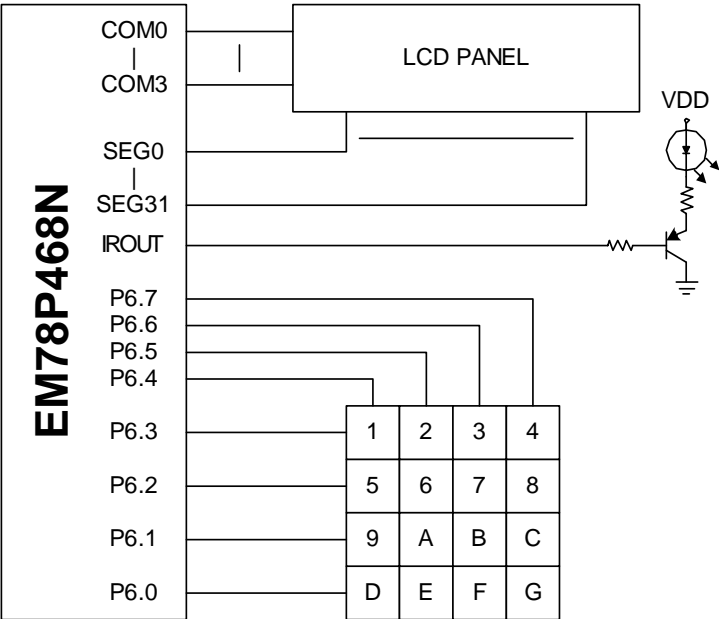 EM78P468N
COM0
COM3
SEG0
SEG31
IROUT
P6.7
P6.6
P6.5
P6.4
P6.3
P6.2
P6.1
P6.0
LCD PANEL
VDD
1 2 3 4
5 6 7 8
9 A B C
D E F G